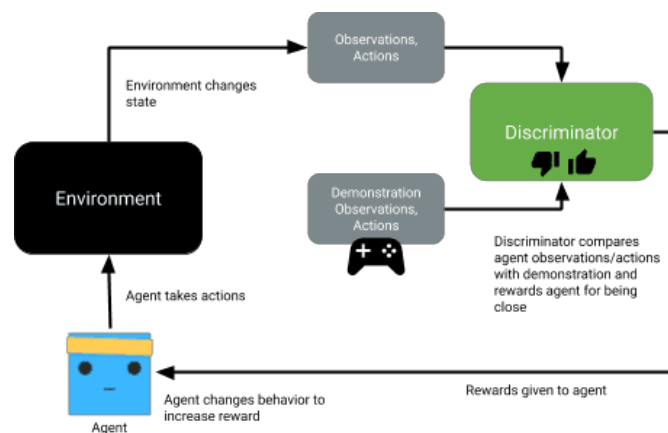 Observations,
Actions
Environment changes
state
Discriminator
Environment
Demonstration
Observations,
Actions
Discriminator compares
agent observations/actions
with demonstration and
rewards agent for being
close
Agent takes actions
Agent changes behavior to
increase reward
Rewards given to agent
Agent